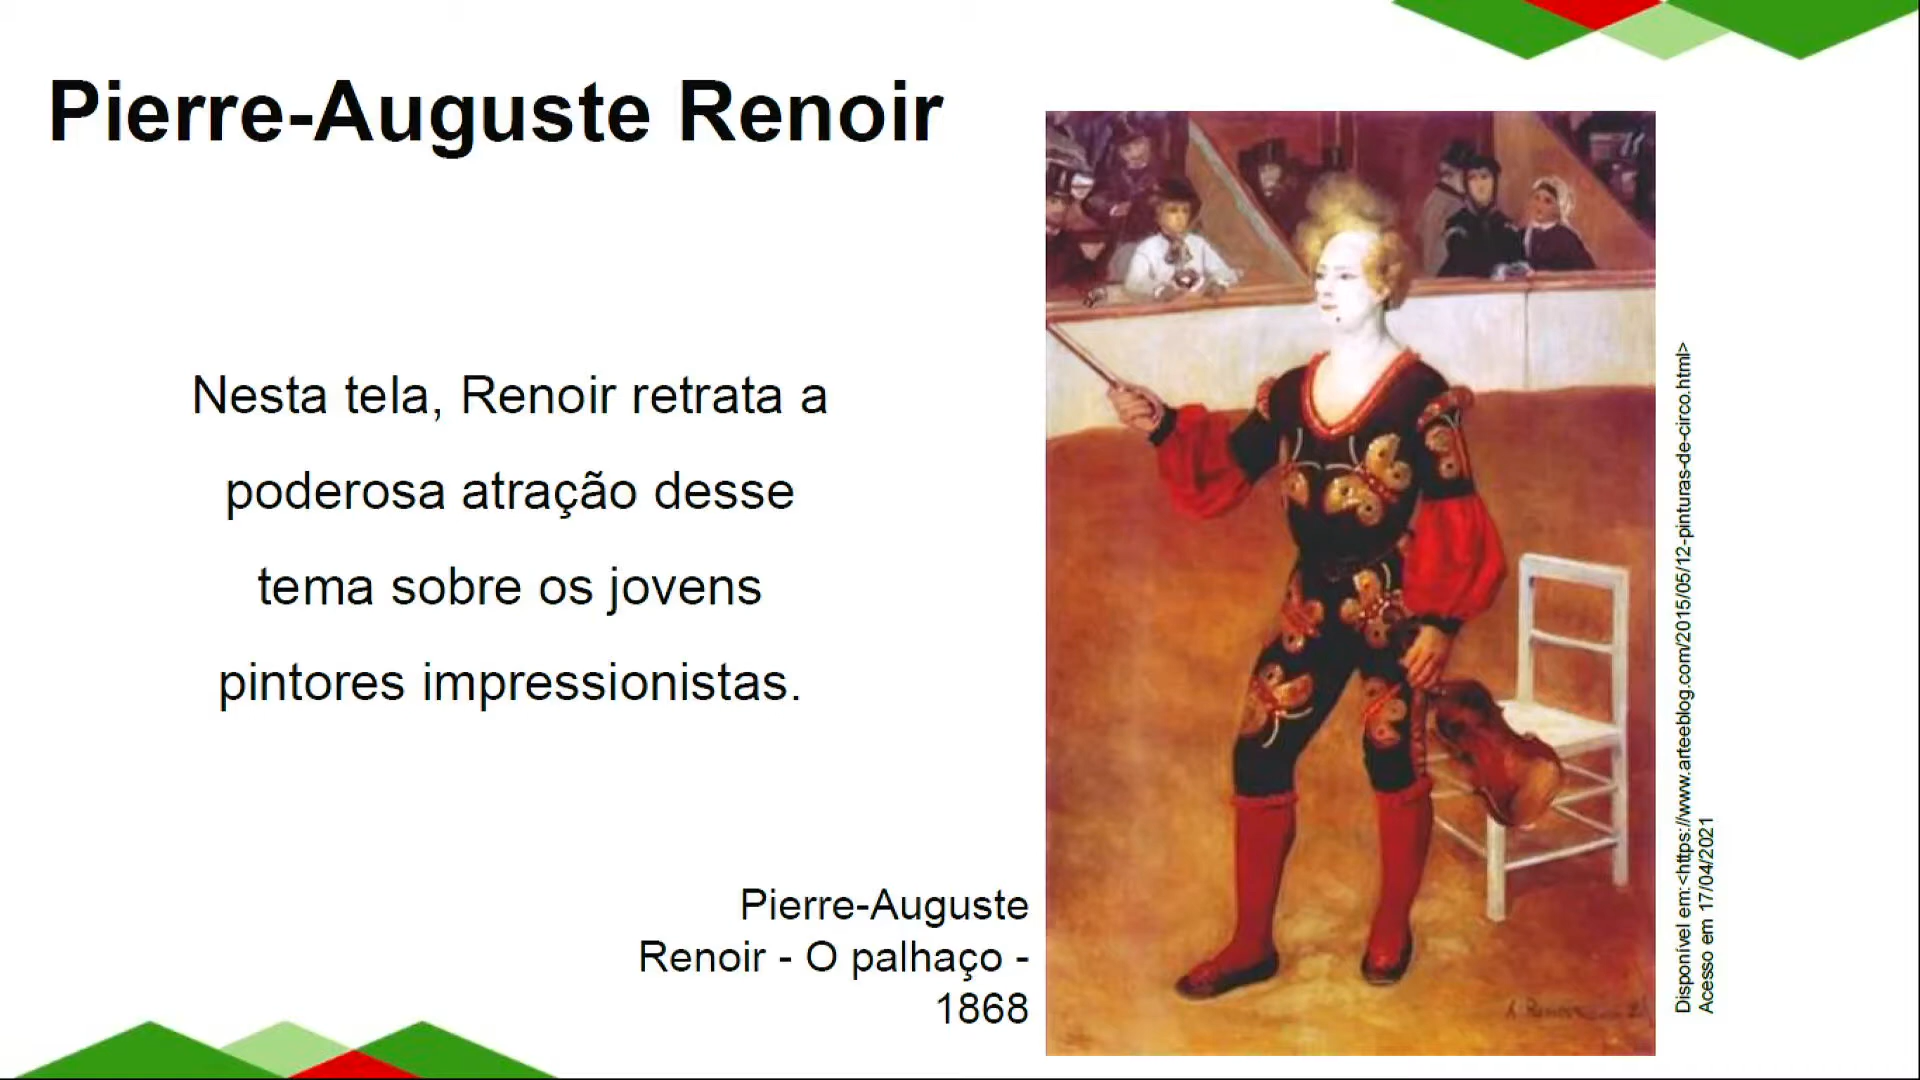 Pierre-Auguste Renoir
Nesta tela, Renoir retrata a
poderosa atração desse
tema sobre os jovens
pintores impressionistas.
Pierre-Auguste
Renoir - O palhaço -
1868
Disponível em:<https://www.arteeblog.com/2015/05/12-pinturas-de-circo.html>
Acesso em 17/04/2021